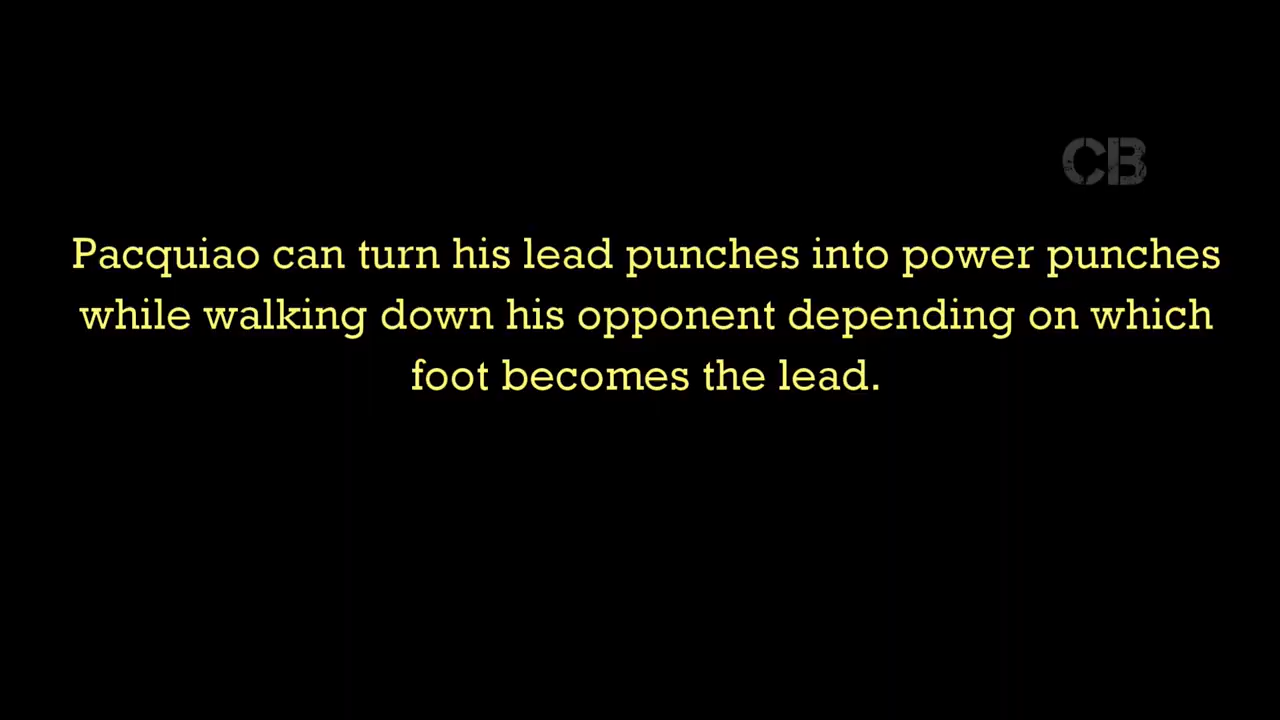 CB
Pacquiao can turn his lead punches into power punches
while walking down his opponent depending on which
foot becomes the lead.